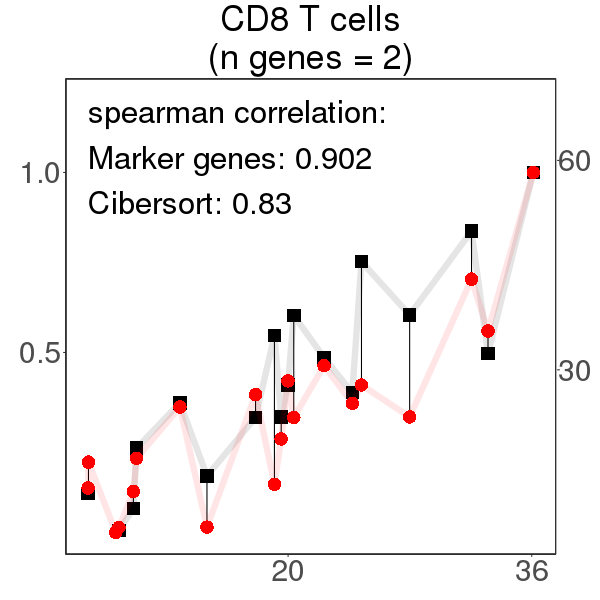 CD8 T cells
(n genes = 2)
spearman correlation:
Marker genes: 0.902
Cibersort: 0.83
1.0
60
0.5
30
20
36